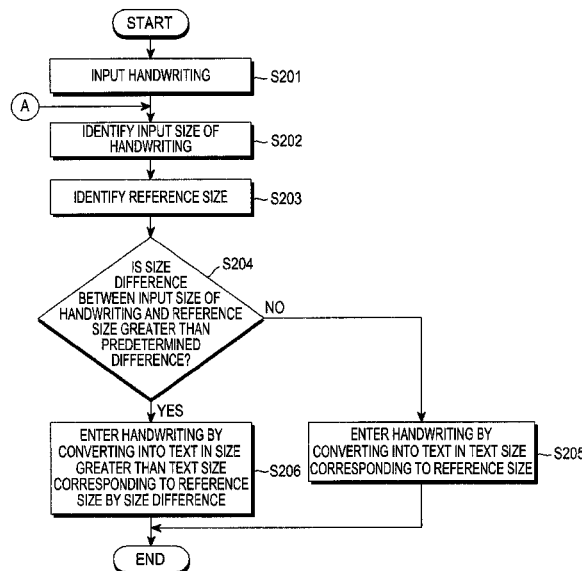 START
INPUT HANDWRITING
S201
A
IDENTIFY INPUT SIZE OF
HANDWRITING
S202
IDENTIFY REFERENCE SIZE
S203
S204
IS SIZE
DIFFERENCE
BETWEEN INPUT SIZE OF
HANDWRITING AND REFERENCE
SIZE GREATER THAN
PREDETERMINED
DIFFERENCE?
NO
YES
ENTER HANDWRITING BY
CONVERTING INTO TEXT IN SIZE
GREATER THAN TEXT SIZE
CORRESPONDING TO REFERENCE
SIZE BY SIZE DIFFERENCE
S206
ENTER HANDWRITING BY
CONVERTING INTO TEXT IN TEXT SIZE
CORRESPONDING TO REFERENCE SIZE
S205
END